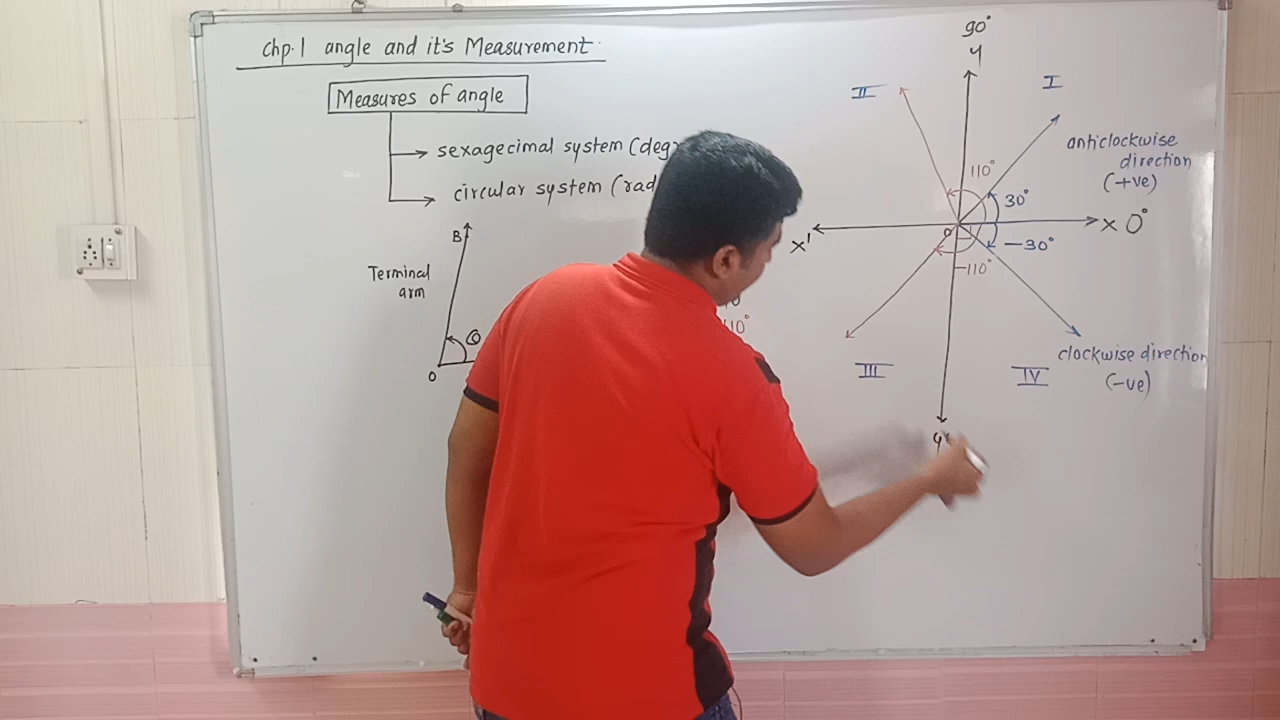 Chp.1 angle and it's Measurement
Measures of angle
sexagecimal system (deg
circular system (rad
B
Terminal
arm
θ
O
110°
90°
y
II
I
anticlockwise
direction
(+ve)
110°
30°
x'
O
x 0°
-30°
-110°
clockwise direction
(-ve)
III
IV
y'